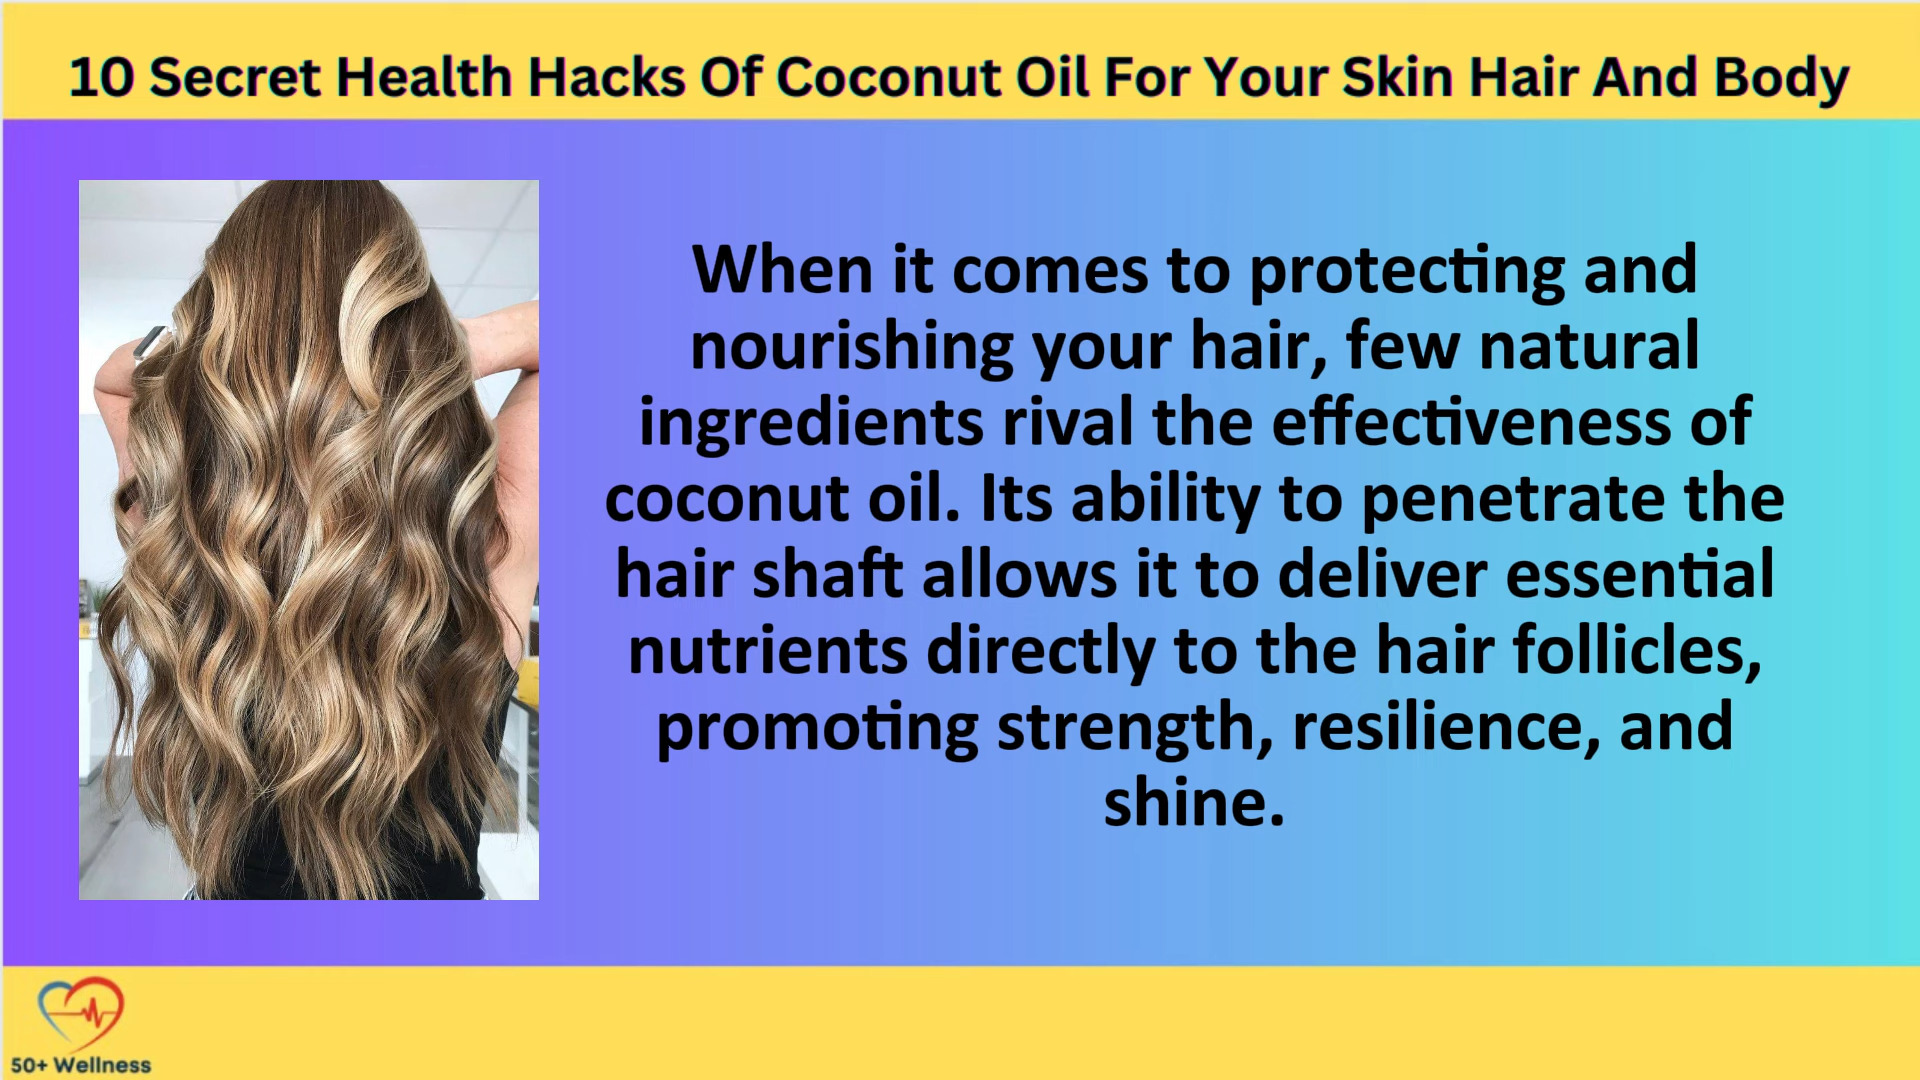 10 Secret Health Hacks Of Coconut Oil For Your Skin Hair And Body
When it comes to protecting and
nourishing your hair, few natural
ingredients rival the effectiveness of
coconut oil. Its ability to penetrate the
hair shaft allows it to deliver essential
nutrients directly to the hair follicles,
promoting strength, resilience, and
shine.
50+ Wellness